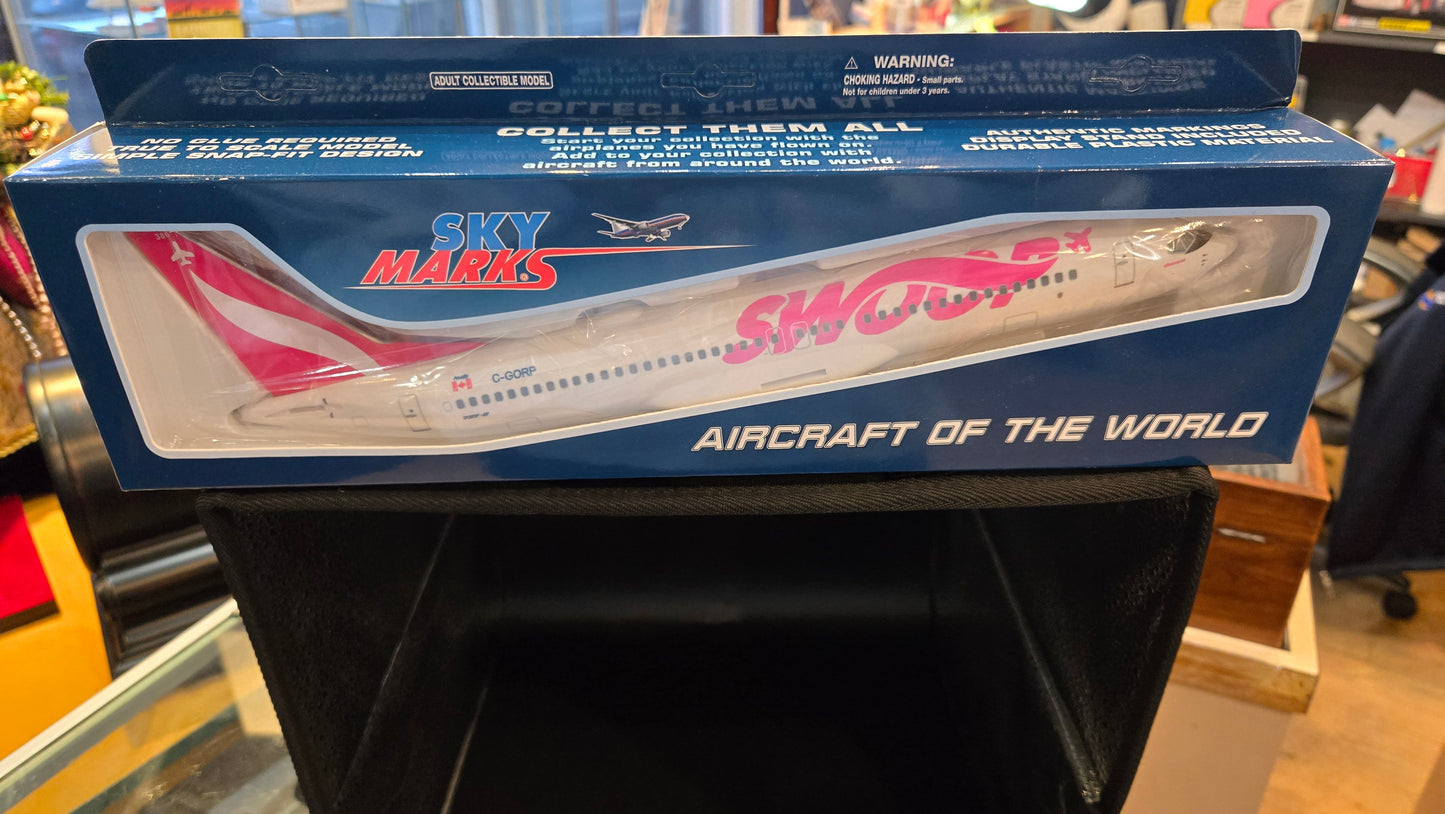 ADULT COLLECTIBLE MODEL
WARNING:
CHOKING HAZARD - Small parts.
Not for children under 3 years.
NO GLUE REQUIRED
TRUE-TO-SCALE MODEL
SIMPLE SNAP-FIT DESIGN
COLLECT THEM ALL
Start your collection with the
airplanes you have flown on.
Add to your collection with
aircraft from around the world.
AUTHENTIC MARKINGS
DISPLAY STAND INCLUDED
DURABLE PLASTIC MATERIAL
SKY
MARKS
SWOOP
C-GORP
AIRCRAFT OF THE WORLD